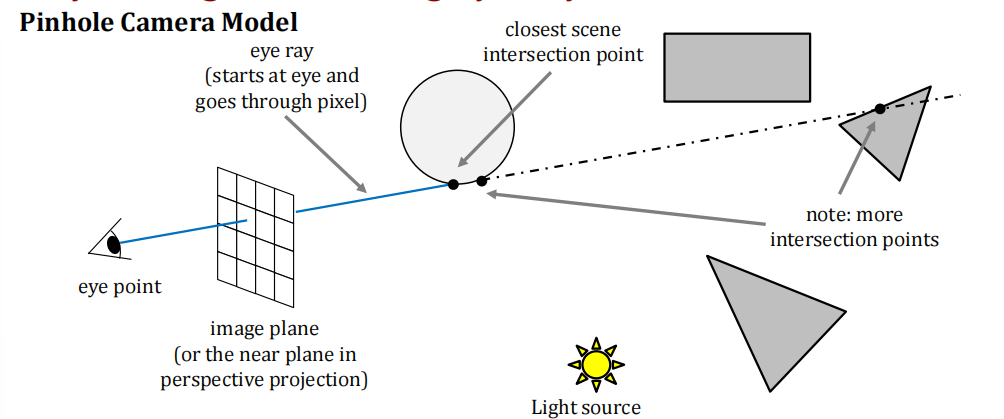 Pinhole Camera Model
eye ray
(starts at eye and
goes through pixel)
closest scene
intersection point
note: more
intersection points
eye point
image plane
(or the near plane in
perspective projection)
Light source